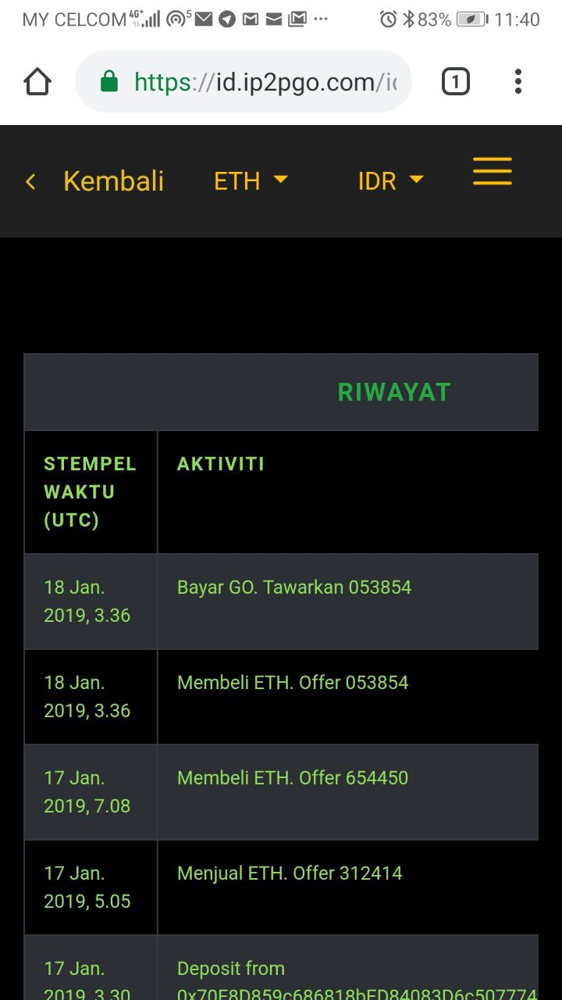 MY CELCOM 4G+ 5 83% 11:40
1
https://id.ip2pgo.com/i
Kembali ETH IDR
RIWAYAT
STEMPEL WAKTU (UTC) AKTIVITI
18 Jan. 2019, 3.36 Bayar GO. Tawarkan 053854
18 Jan. 2019, 3.36 Membeli ETH. Offer 053854
17 Jan. 2019, 7.08 Membeli ETH. Offer 654450
17 Jan. 2019, 5.05 Menjual ETH. Offer 312414
17 Jan. 2019, 3.30 Deposit from
0x70F8D859c686818bED84083D6c507774